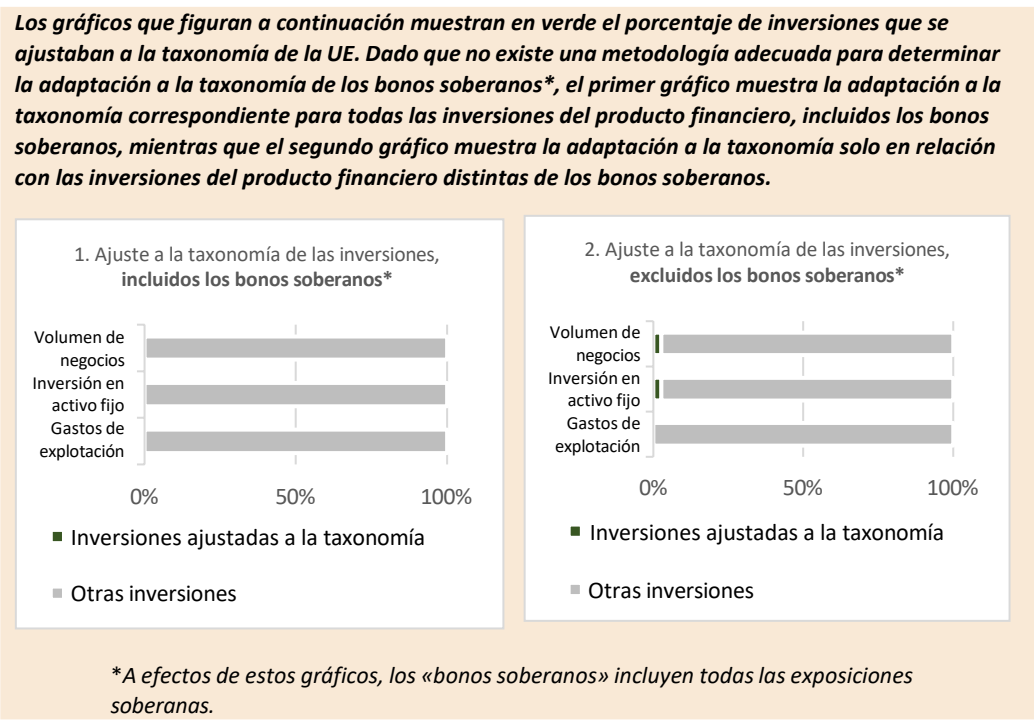 Los gráficos que figuran a continuación muestran en verde el porcentaje de inversiones que se
ajustaban a la taxonomía de la UE. Dado que no existe una metodología adecuada para determinar
la adaptación a la taxonomía de los bonos soberanos*, el primer gráfico muestra la adaptación a la
taxonomía correspondiente para todas las inversiones del producto financiero, incluidos los bonos
soberanos, mientras que el segundo gráfico muestra la adaptación a la taxonomía solo en relación
con las inversiones del producto financiero distintas de los bonos soberanos.
1. Ajuste a la taxonomía de las inversiones,
incluidos los bonos soberanos*
Volumen de
negocios
Inversión en
activo fijo
Gastos de
explotación
0% 50% 100%
Inversiones ajustadas a la taxonomía
Otras inversiones
2. Ajuste a la taxonomía de las inversiones,
excluidos los bonos soberanos*
Volumen de
negocios
Inversión en
activo fijo
Gastos de
explotación
0% 50% 100%
Inversiones ajustadas a la taxonomía
Otras inversiones
*A efectos de estos gráficos, los «bonos soberanos» incluyen todas las exposiciones
soberanas.